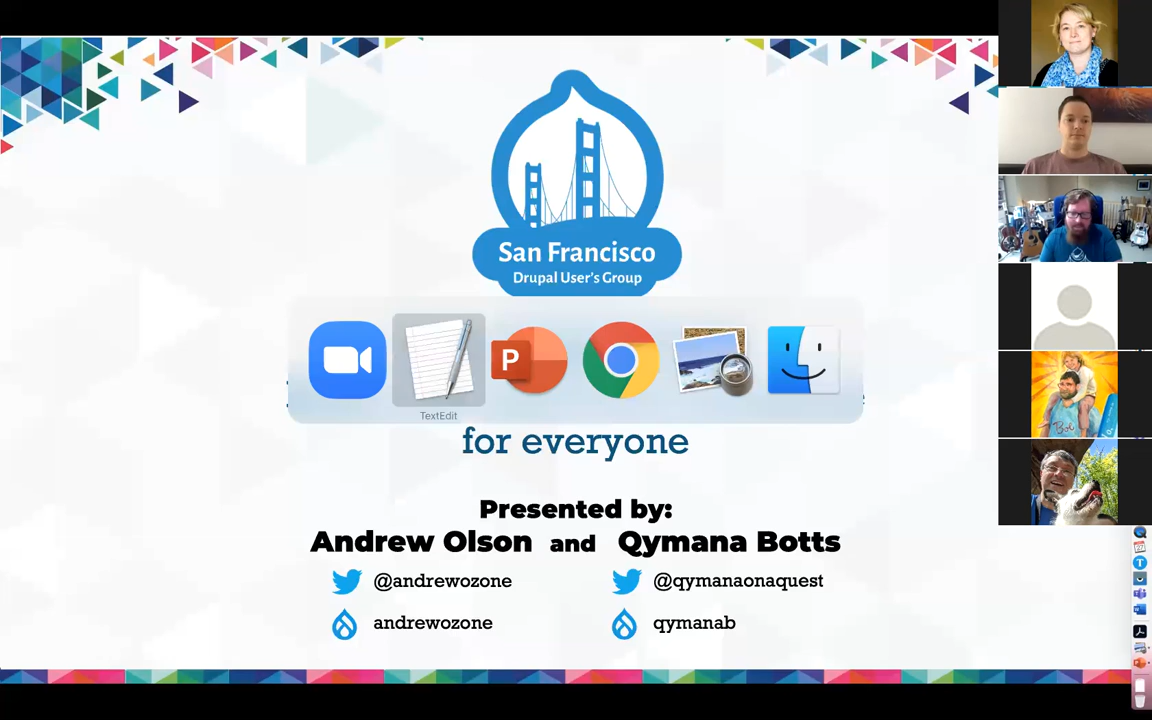 San Francisco
Drupal User's Group
P
TextEdit
for everyone
Presented by:
Andrew Olson and Qymana Botts
@andrewozone
@qymanaonaquest
andrewozone
qymanab